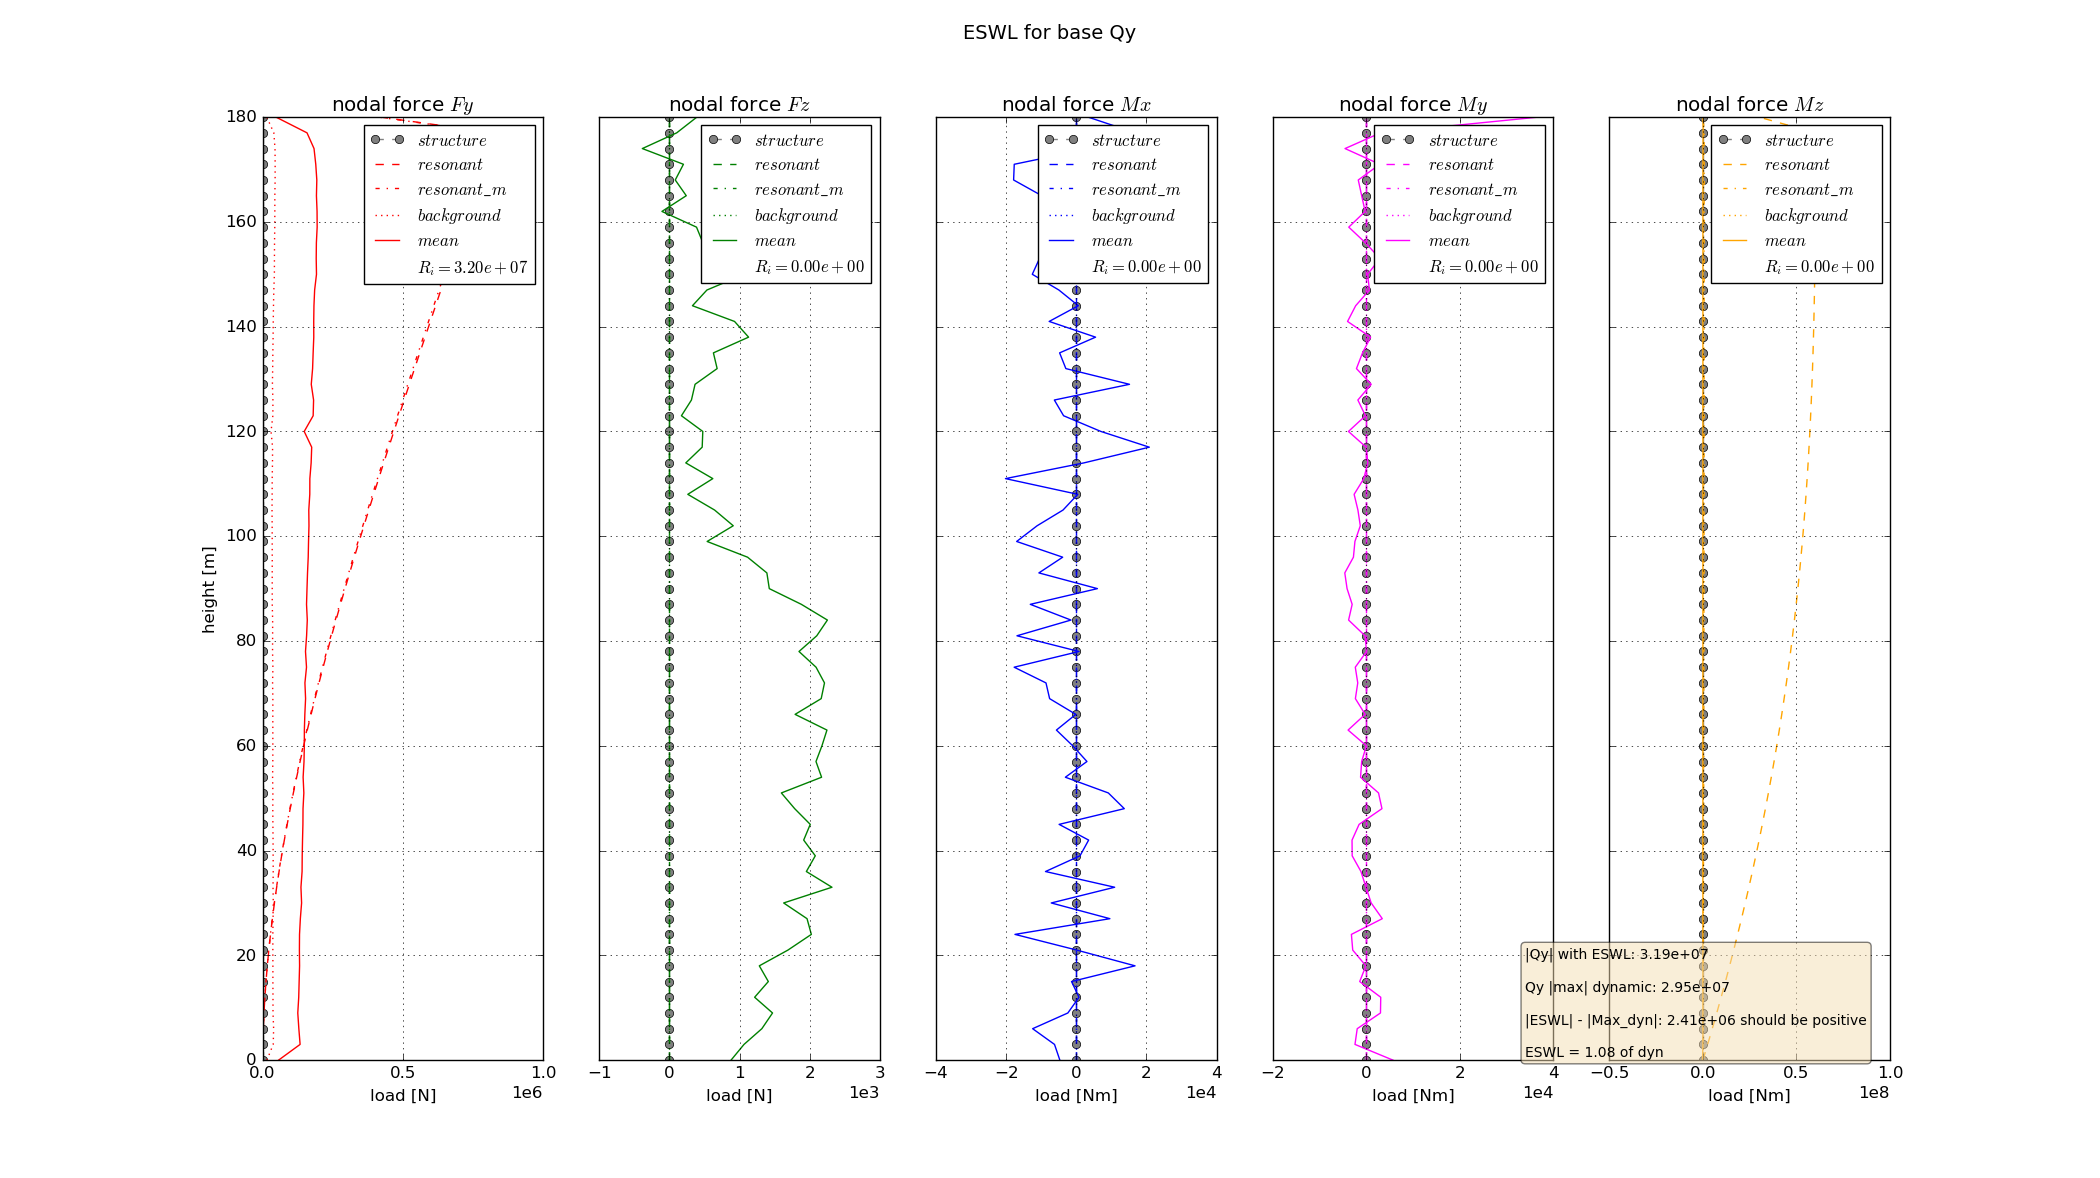 ESWL for base Qy
nodal force Fy
nodal force Fz
nodal force Mx
nodal force My
nodal force Mz
structure
resonant
resonant_m
background
mean
R_i = 3.20e + 07
structure
resonant
resonant_m
background
mean
R_i = 0.00e + 00
structure
resonant
resonant_m
background
mean
R_i = 0.00e + 00
structure
resonant
resonant_m
background
mean
R_i = 0.00e + 00
structure
resonant
resonant_m
background
mean
R_i = 0.00e + 00
180
160
140
120
100
80
60
40
20
0
height [m]
|Qy| with ESWL: 3.19e+07
Qy |max| dynamic: 2.95e+07
|ESWL| - |Max_dyn|: 2.41e+06 should be positive
ESWL = 1.08 of dyn
0.0 0.5 1.0
1e6
load [N]
−1 0 1 2 3
1e3
load [N]
−4 −2 0 2 4
1e4
load [Nm]
−2 0 2 4
1e4
load [Nm]
−0.5 0.0 0.5 1.0
1e8
load [Nm]